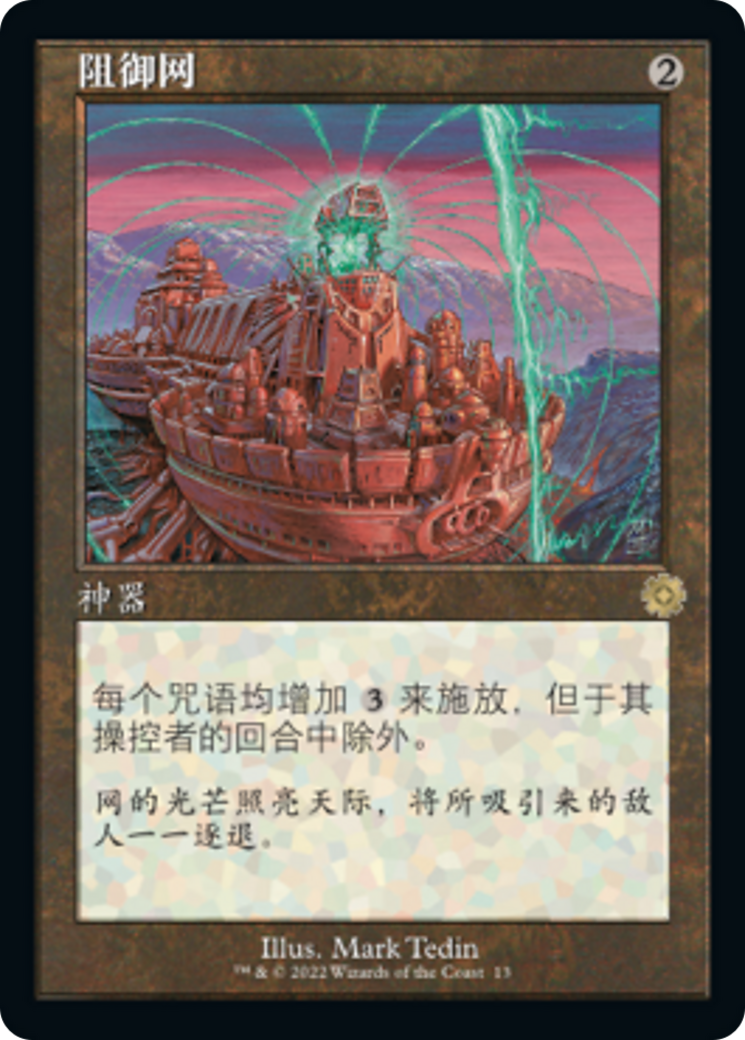 阻御网 2
神器
每个咒语均增加 3 来施放，但于其
操控者的回合中除外。
网的光芒照亮天际，将所吸引来的敌
人一一逐退。
Illus. Mark Tedin
™ & © 2022 Wizards of the Coast 13